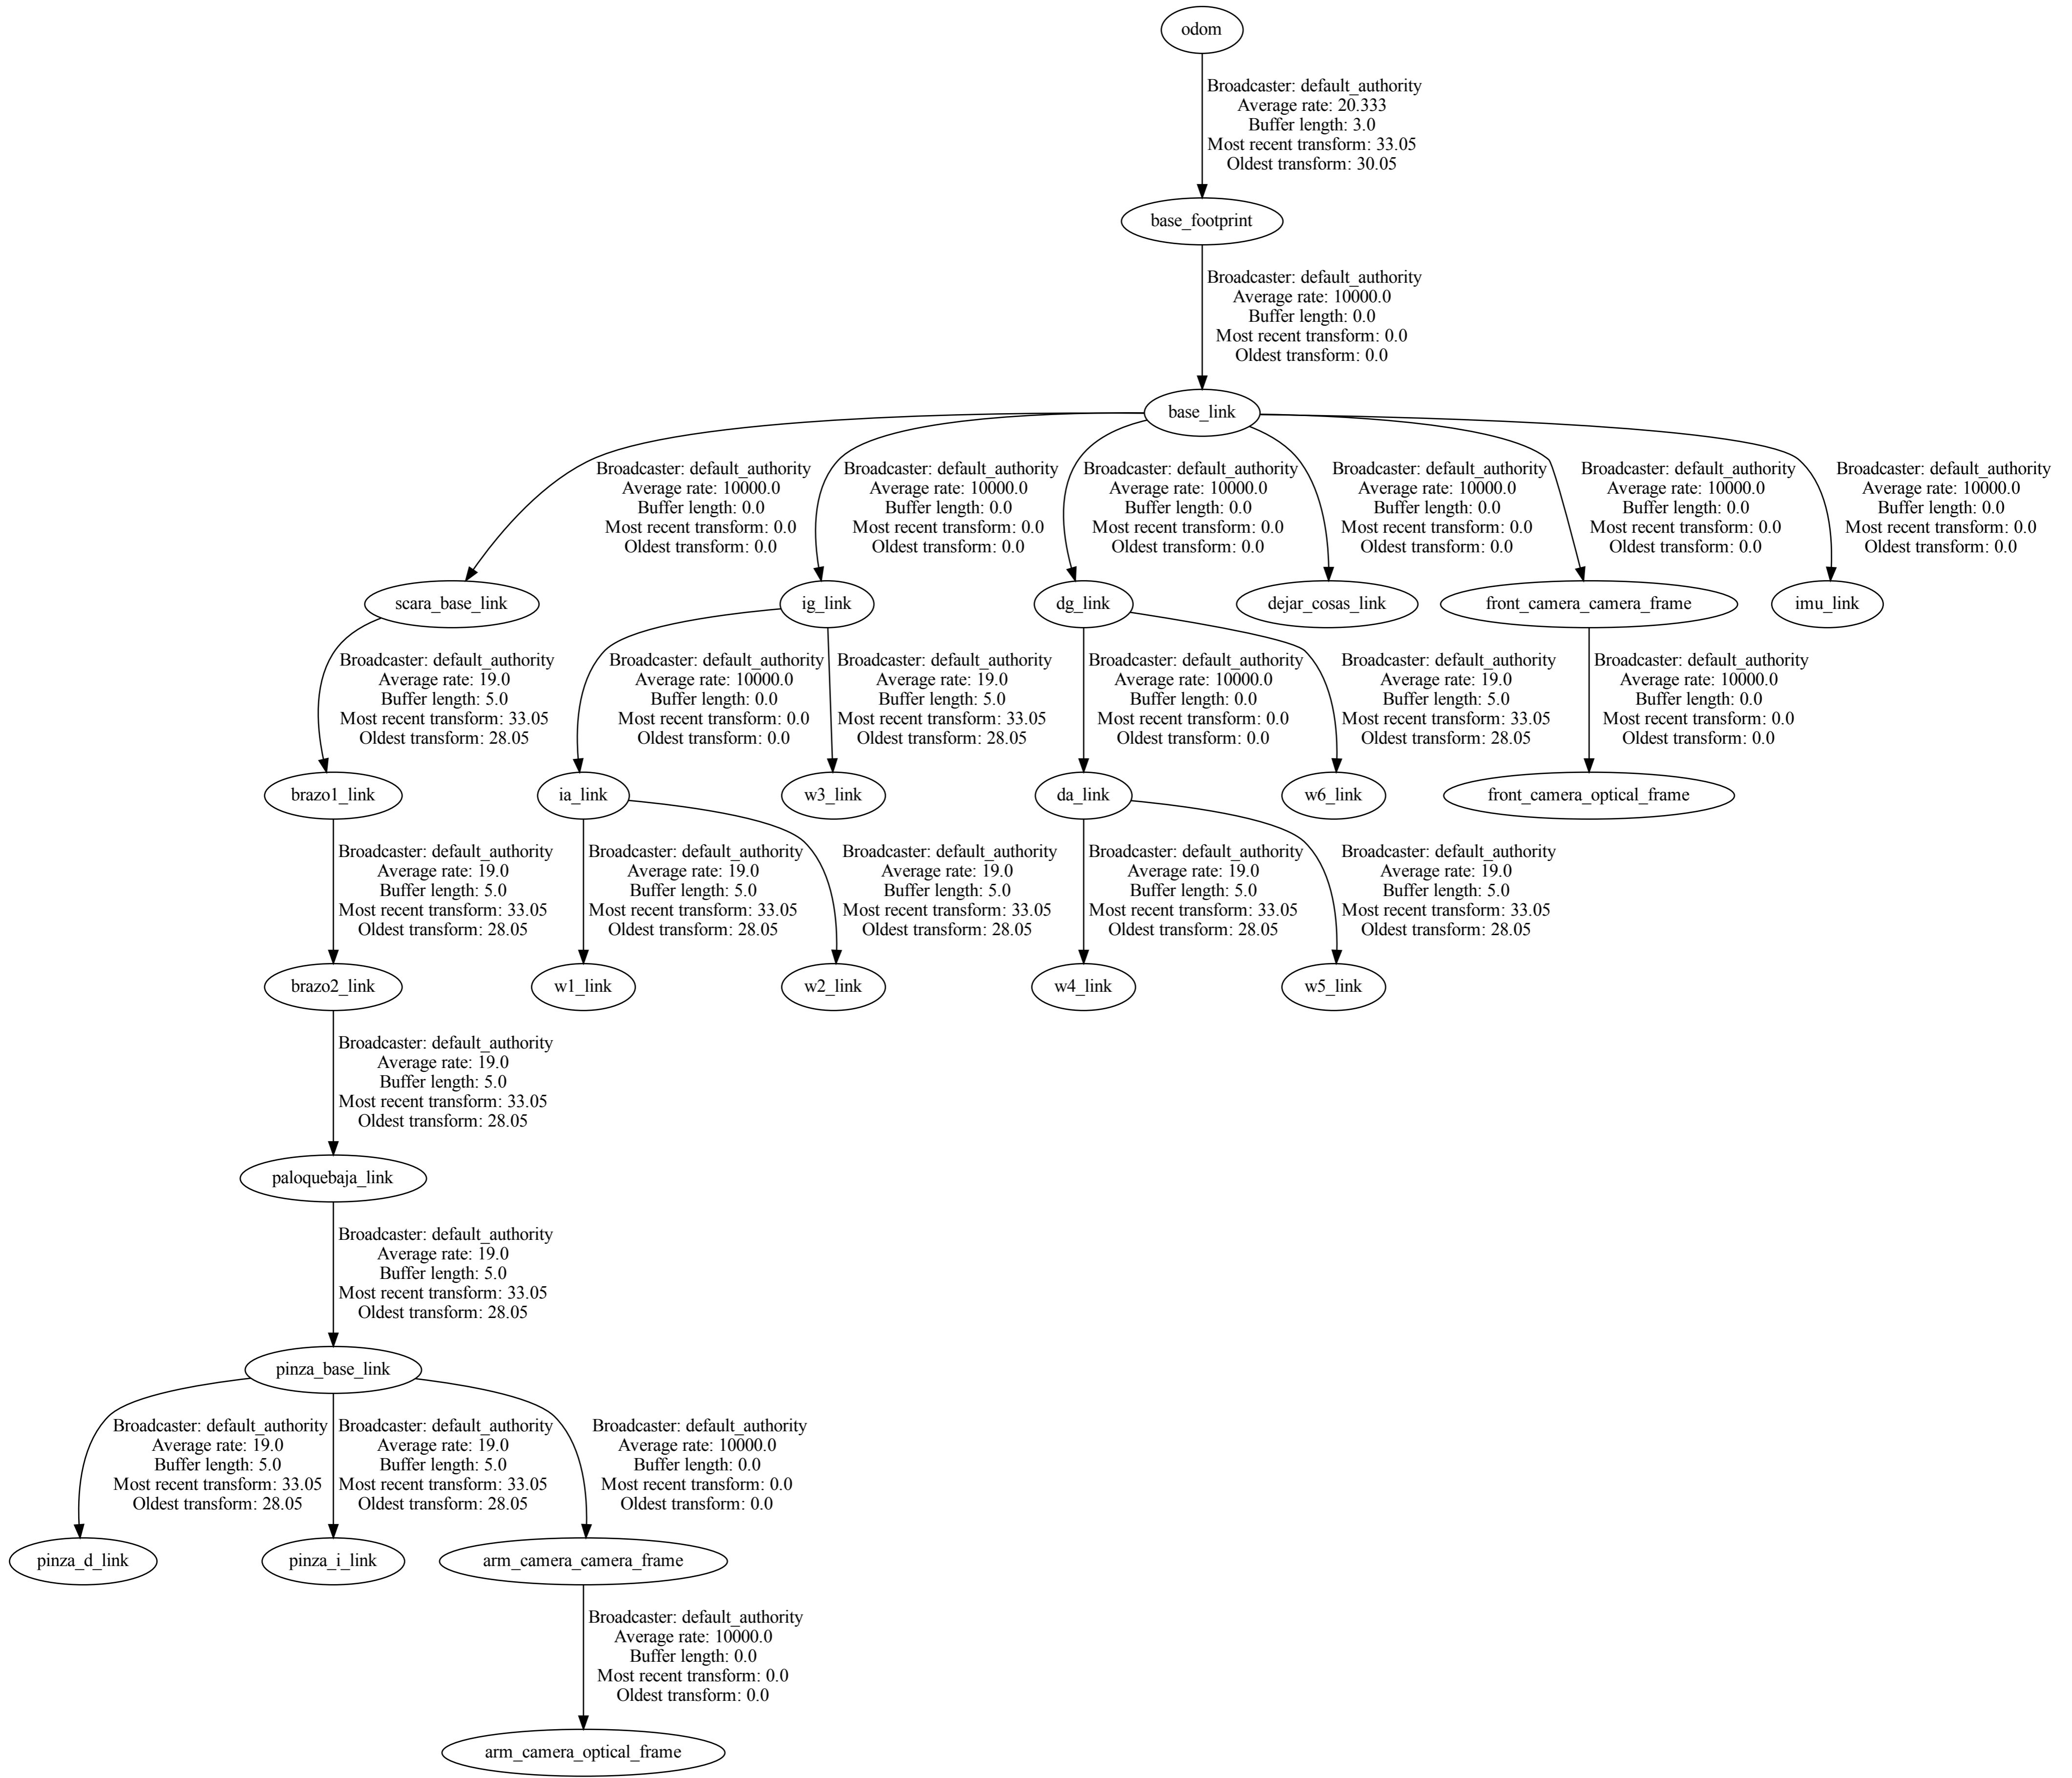 odom
Broadcaster: default_authority
Average rate: 20.333
Buffer length: 3.0
Most recent transform: 33.05
Oldest transform: 30.05
base_footprint
Broadcaster: default_authority
Average rate: 10000.0
Buffer length: 0.0
Most recent transform: 0.0
Oldest transform: 0.0
base_link
Broadcaster: default_authority
Average rate: 10000.0
Buffer length: 0.0
Most recent transform: 0.0
Oldest transform: 0.0
Broadcaster: default_authority
Average rate: 10000.0
Buffer length: 0.0
Most recent transform: 0.0
Oldest transform: 0.0
Broadcaster: default_authority
Average rate: 10000.0
Buffer length: 0.0
Most recent transform: 0.0
Oldest transform: 0.0
Broadcaster: default_authority
Average rate: 10000.0
Buffer length: 0.0
Most recent transform: 0.0
Oldest transform: 0.0
Broadcaster: default_authority
Average rate: 10000.0
Buffer length: 0.0
Most recent transform: 0.0
Oldest transform: 0.0
Broadcaster: default_authority
Average rate: 10000.0
Buffer length: 0.0
Most recent transform: 0.0
Oldest transform: 0.0
scara_base_link
ig_link
dg_link
dejar_cosas_link
front_camera_camera_frame
imu_link
Broadcaster: default_authority
Average rate: 19.0
Buffer length: 5.0
Most recent transform: 33.05
Oldest transform: 28.05
Broadcaster: default_authority
Average rate: 10000.0
Buffer length: 0.0
Most recent transform: 0.0
Oldest transform: 0.0
Broadcaster: default_authority
Average rate: 19.0
Buffer length: 5.0
Most recent transform: 33.05
Oldest transform: 28.05
Broadcaster: default_authority
Average rate: 10000.0
Buffer length: 0.0
Most recent transform: 0.0
Oldest transform: 0.0
Broadcaster: default_authority
Average rate: 19.0
Buffer length: 5.0
Most recent transform: 33.05
Oldest transform: 28.05
Broadcaster: default_authority
Average rate: 10000.0
Buffer length: 0.0
Most recent transform: 0.0
Oldest transform: 0.0
brazo1_link
ia_link
w3_link
da_link
w6_link
front_camera_optical_frame
Broadcaster: default_authority
Average rate: 19.0
Buffer length: 5.0
Most recent transform: 33.05
Oldest transform: 28.05
Broadcaster: default_authority
Average rate: 19.0
Buffer length: 5.0
Most recent transform: 33.05
Oldest transform: 28.05
Broadcaster: default_authority
Average rate: 19.0
Buffer length: 5.0
Most recent transform: 33.05
Oldest transform: 28.05
Broadcaster: default_authority
Average rate: 19.0
Buffer length: 5.0
Most recent transform: 33.05
Oldest transform: 28.05
Broadcaster: default_authority
Average rate: 19.0
Buffer length: 5.0
Most recent transform: 33.05
Oldest transform: 28.05
brazo2_link
w1_link
w2_link
w4_link
w5_link
Broadcaster: default_authority
Average rate: 19.0
Buffer length: 5.0
Most recent transform: 33.05
Oldest transform: 28.05
paloquebaja_link
Broadcaster: default_authority
Average rate: 19.0
Buffer length: 5.0
Most recent transform: 33.05
Oldest transform: 28.05
pinza_base_link
Broadcaster: default_authority
Average rate: 19.0
Buffer length: 5.0
Most recent transform: 33.05
Oldest transform: 28.05
Broadcaster: default_authority
Average rate: 19.0
Buffer length: 5.0
Most recent transform: 33.05
Oldest transform: 28.05
Broadcaster: default_authority
Average rate: 10000.0
Buffer length: 0.0
Most recent transform: 0.0
Oldest transform: 0.0
pinza_d_link
pinza_i_link
arm_camera_camera_frame
Broadcaster: default_authority
Average rate: 10000.0
Buffer length: 0.0
Most recent transform: 0.0
Oldest transform: 0.0
arm_camera_optical_frame